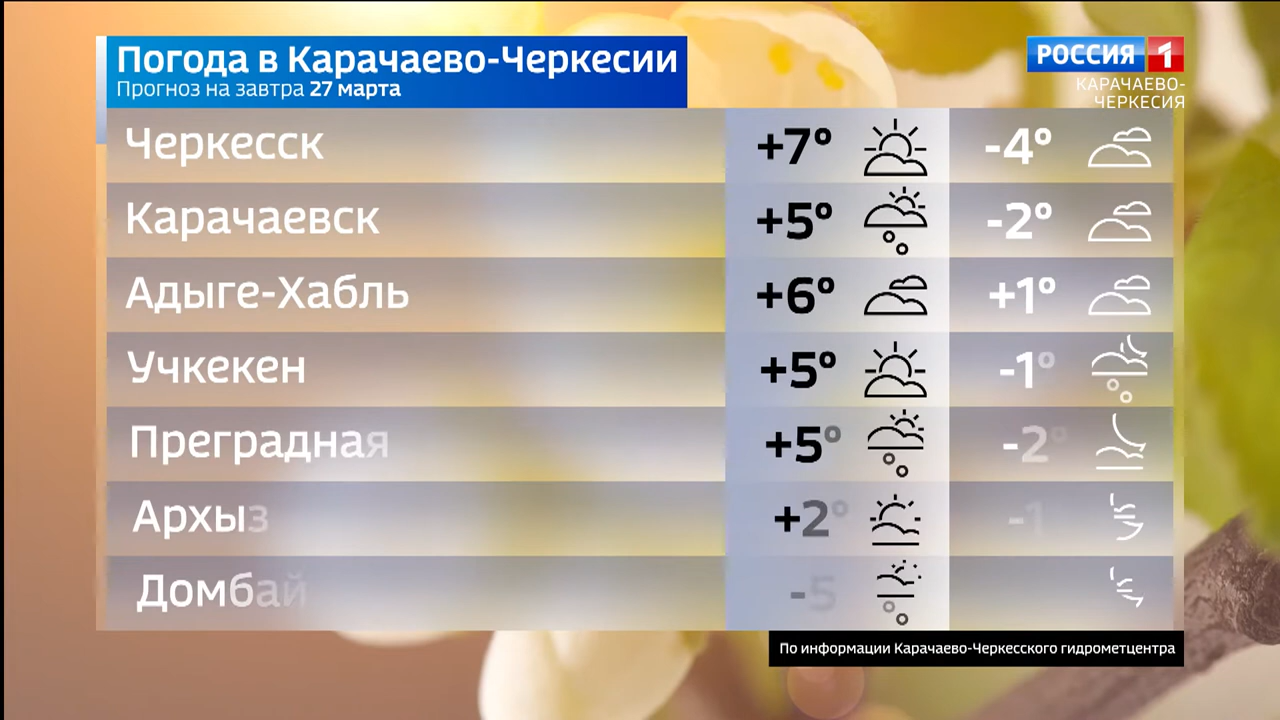 Погода в Карачаево-Черкесии
Прогноз на завтра 27 марта
РОССИЯ 1
КАРАЧАЕВО-
ЧЕРКЕСИЯ
Черкесск +7° -4°
Карачаевск +5° -2°
Адыге-Хабль +6° +1°
Учкекен +5° -1°
Преградная +5° -2°
Архыз +2° -1
Домбай -5
По информации Карачаево-Черкесского гидрометцентра